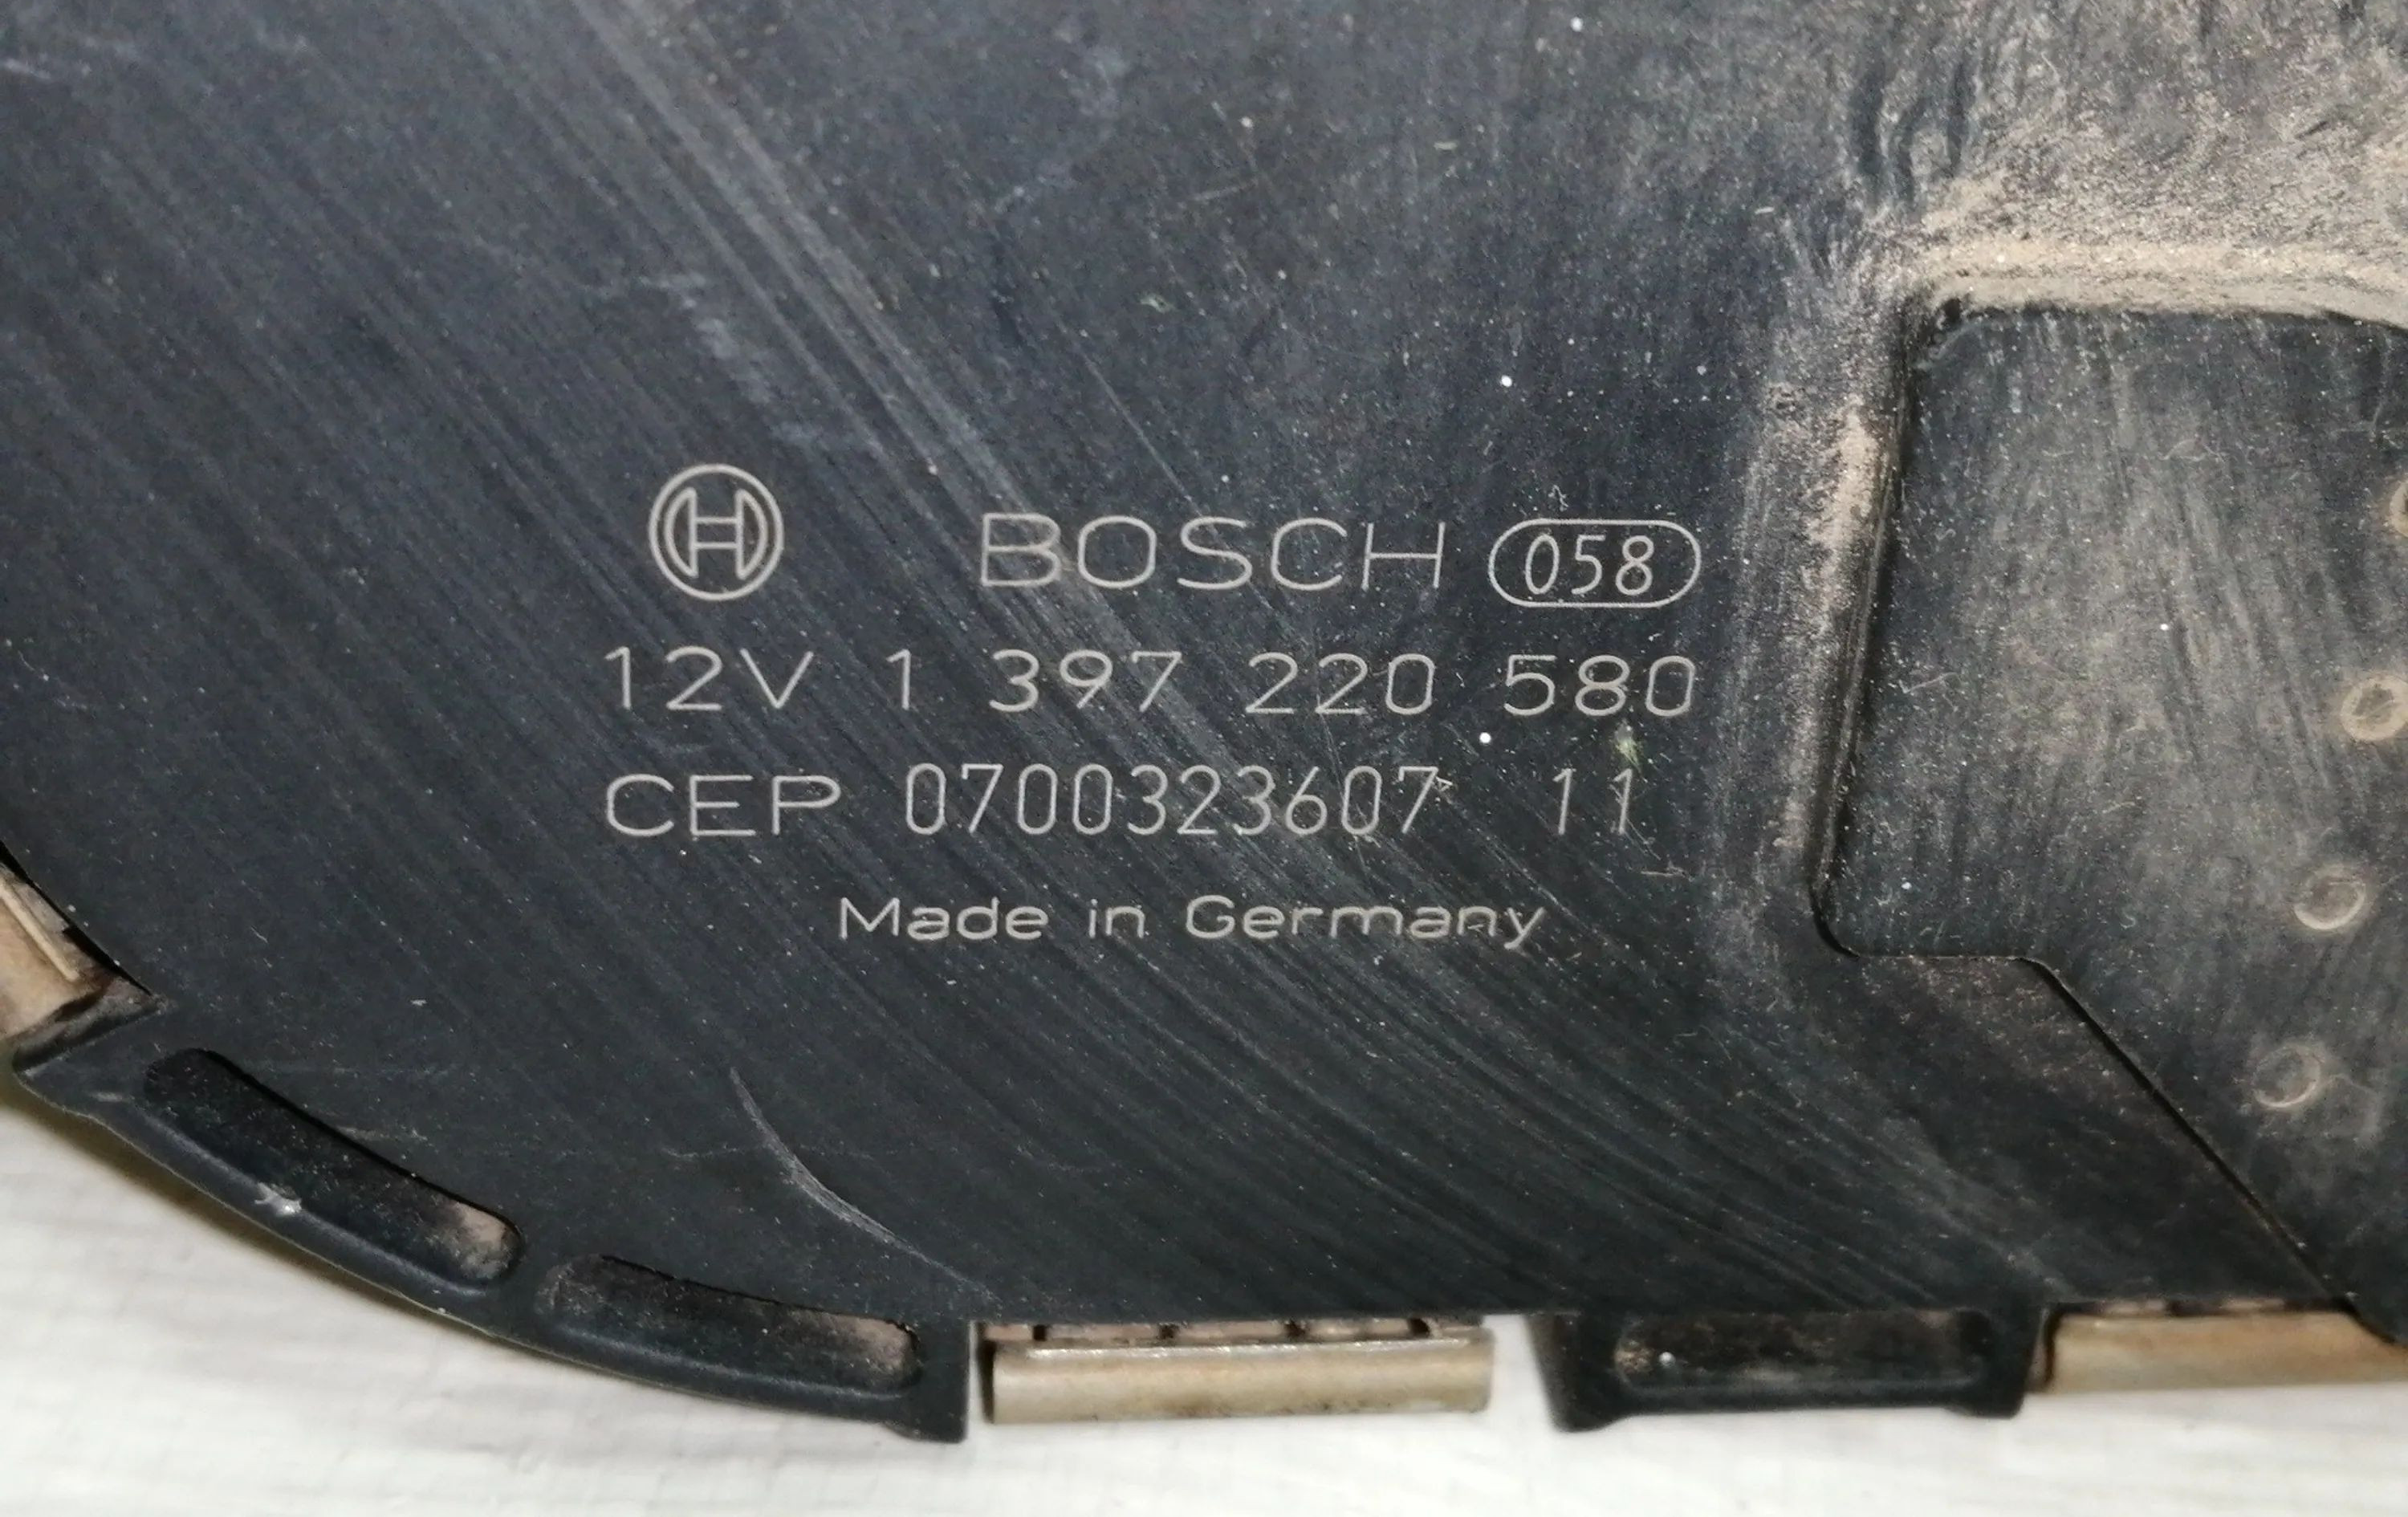 BOSCH 058
12V 1 397 220 580
CEP 0700323607 11
Made in Germany